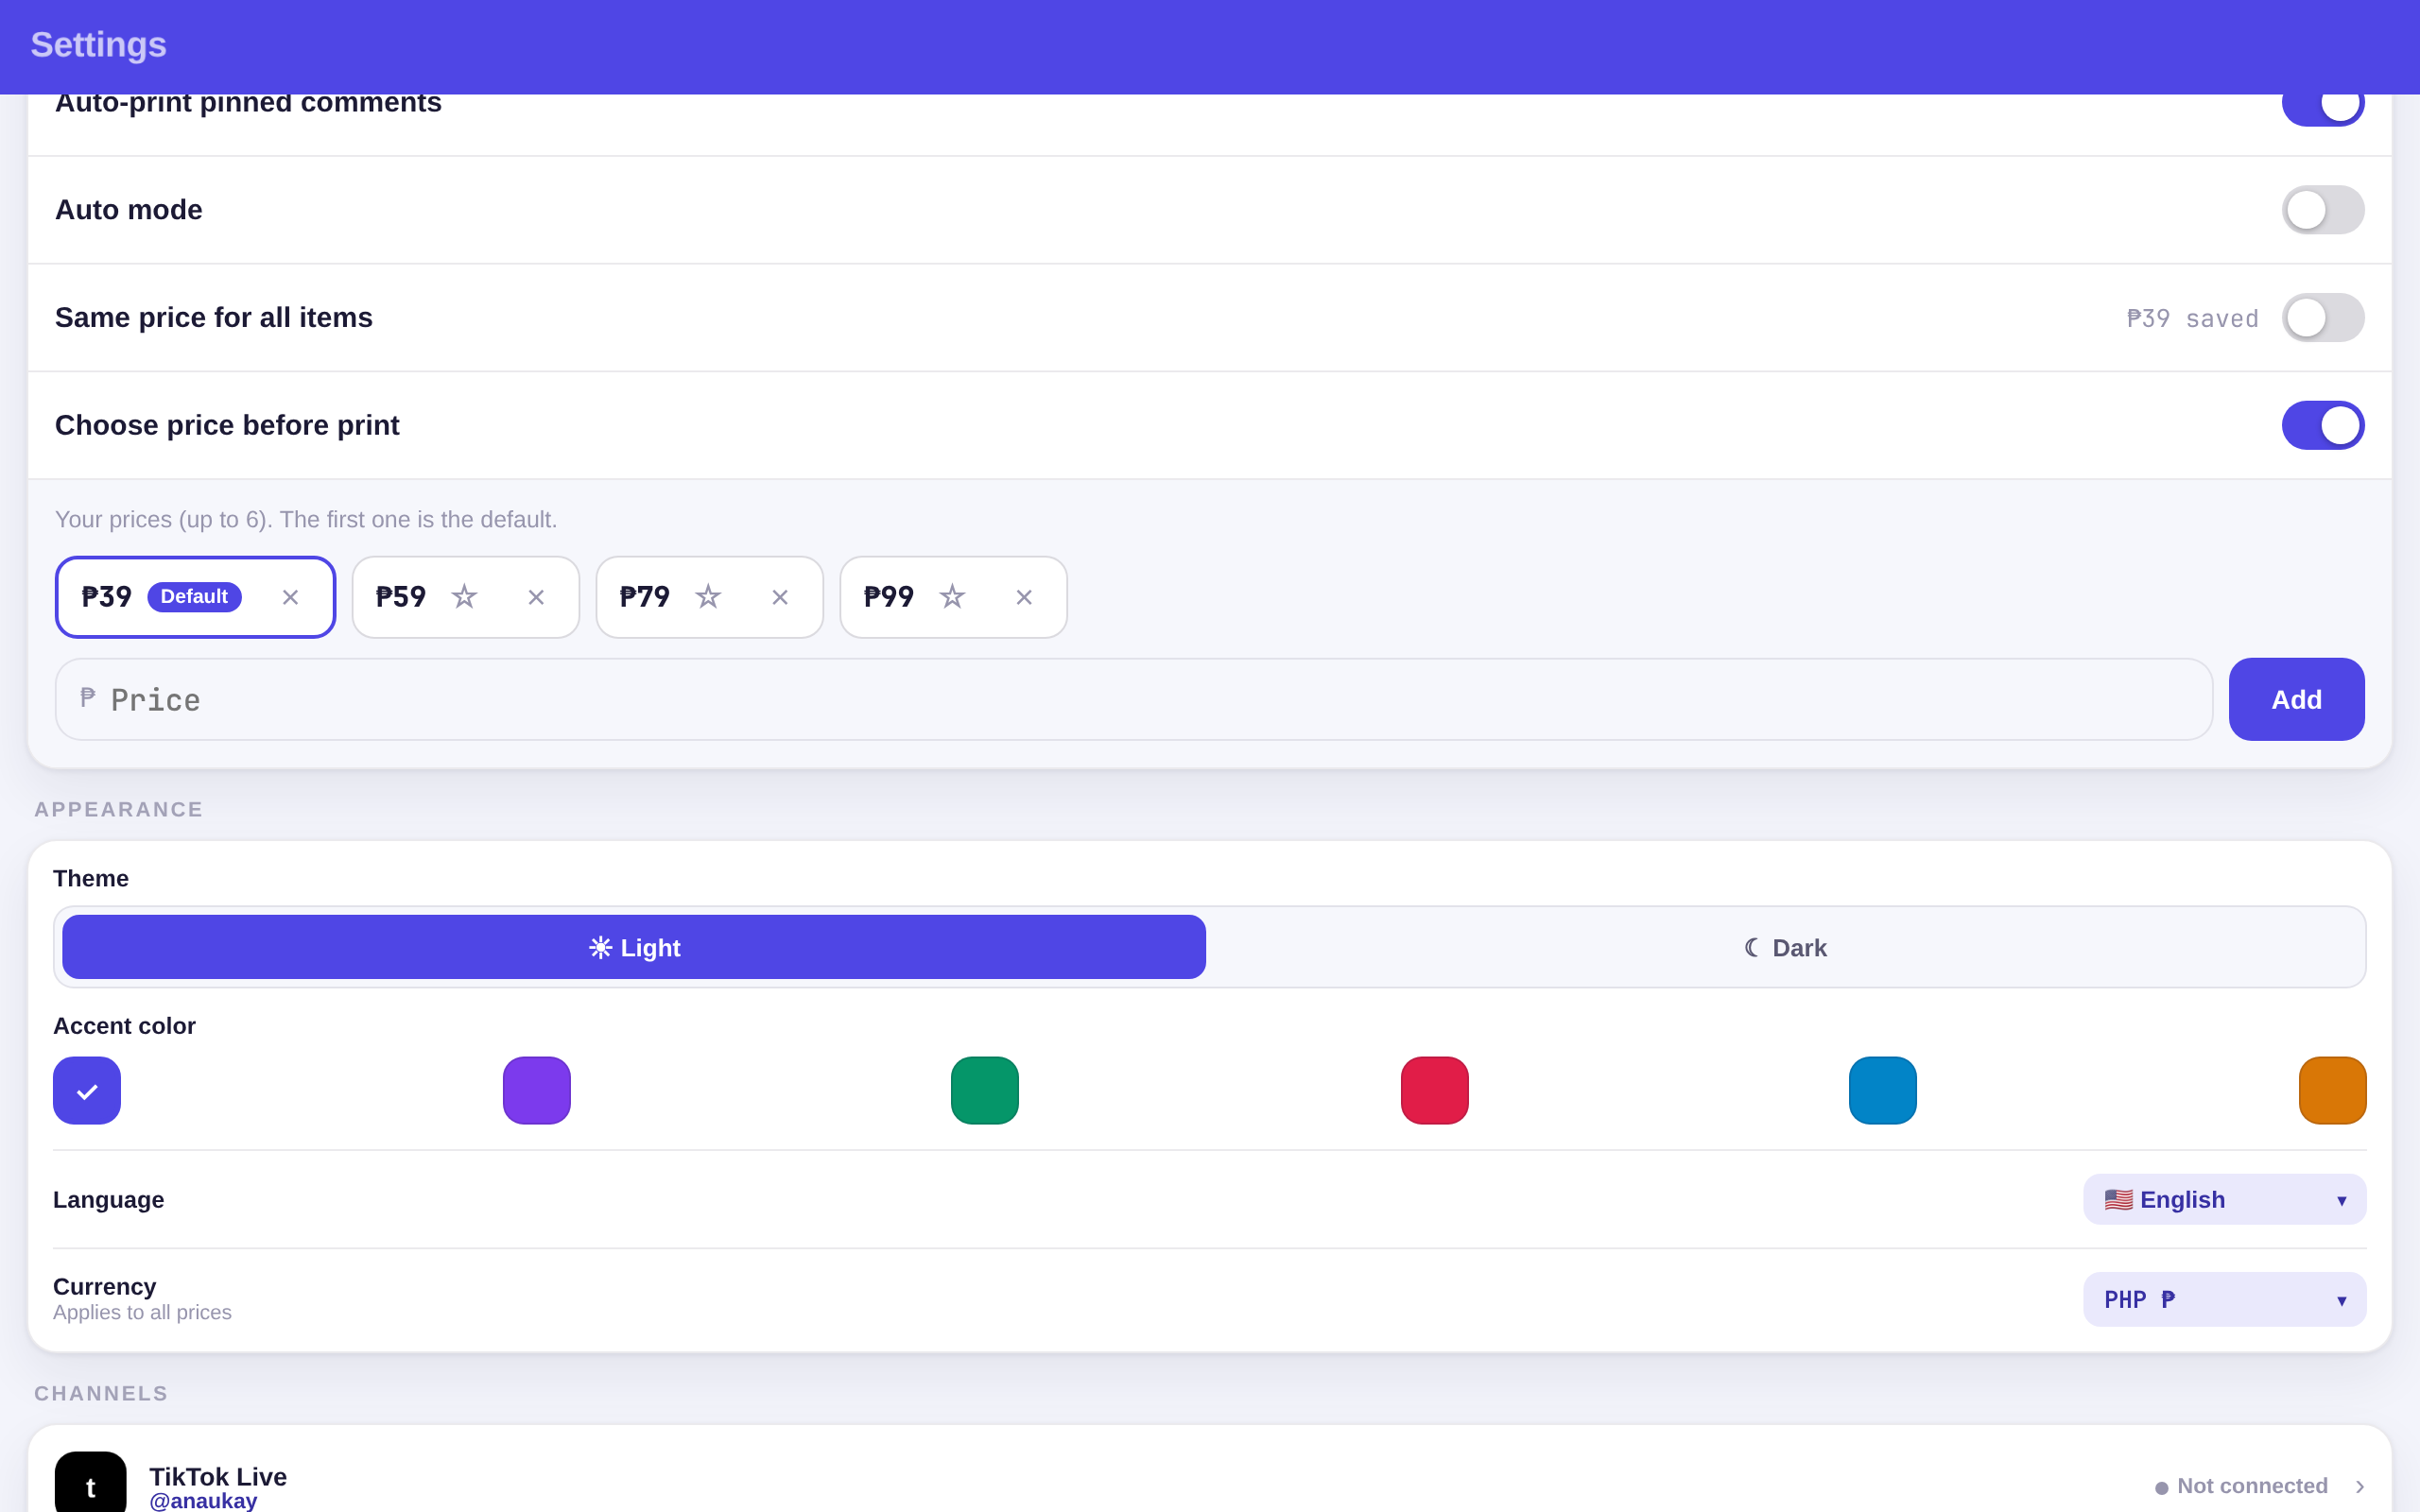 Settings
Auto-print pinned comments
Auto mode
Same price for all items
₱39 saved
Choose price before print
Your prices (up to 6). The first one is the default.
₱39 Default ×
₱59 ☆ ×
₱79 ☆ ×
₱99 ☆ ×
₱ Price
Add
APPEARANCE
Theme
☀ Light
☾ Dark
Accent color
Language
🇺🇸 English ▾
Currency
Applies to all prices
PHP ₱ ▾
CHANNELS
t
TikTok Live
@anaukay
Not connected ›